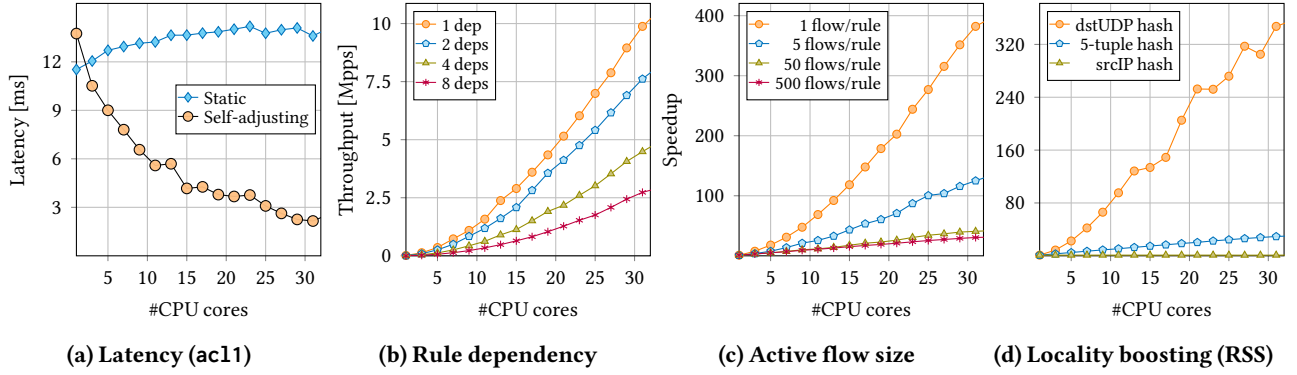 Latency [ms]
12
9
6
3
Static
Self-adjusting
5 10 15 20 25 30
#CPU cores
(a) Latency (acl1)
Throughput [Mpps]
10
7.5
5
2.5
0
1 dep
2 deps
4 deps
8 deps
0 5 10 15 20 25 30
#CPU cores
(b) Rule dependency
Speedup
400
300
200
100
1 flow/rule
5 flows/rule
50 flows/rule
500 flows/rule
5 10 15 20 25 30
#CPU cores
(c) Active flow size
360
240
160
80
dstUDP hash
5-tuple hash
srcIP hash
5 10 15 20 25 30
#CPU cores
(d) Locality boosting (RSS)